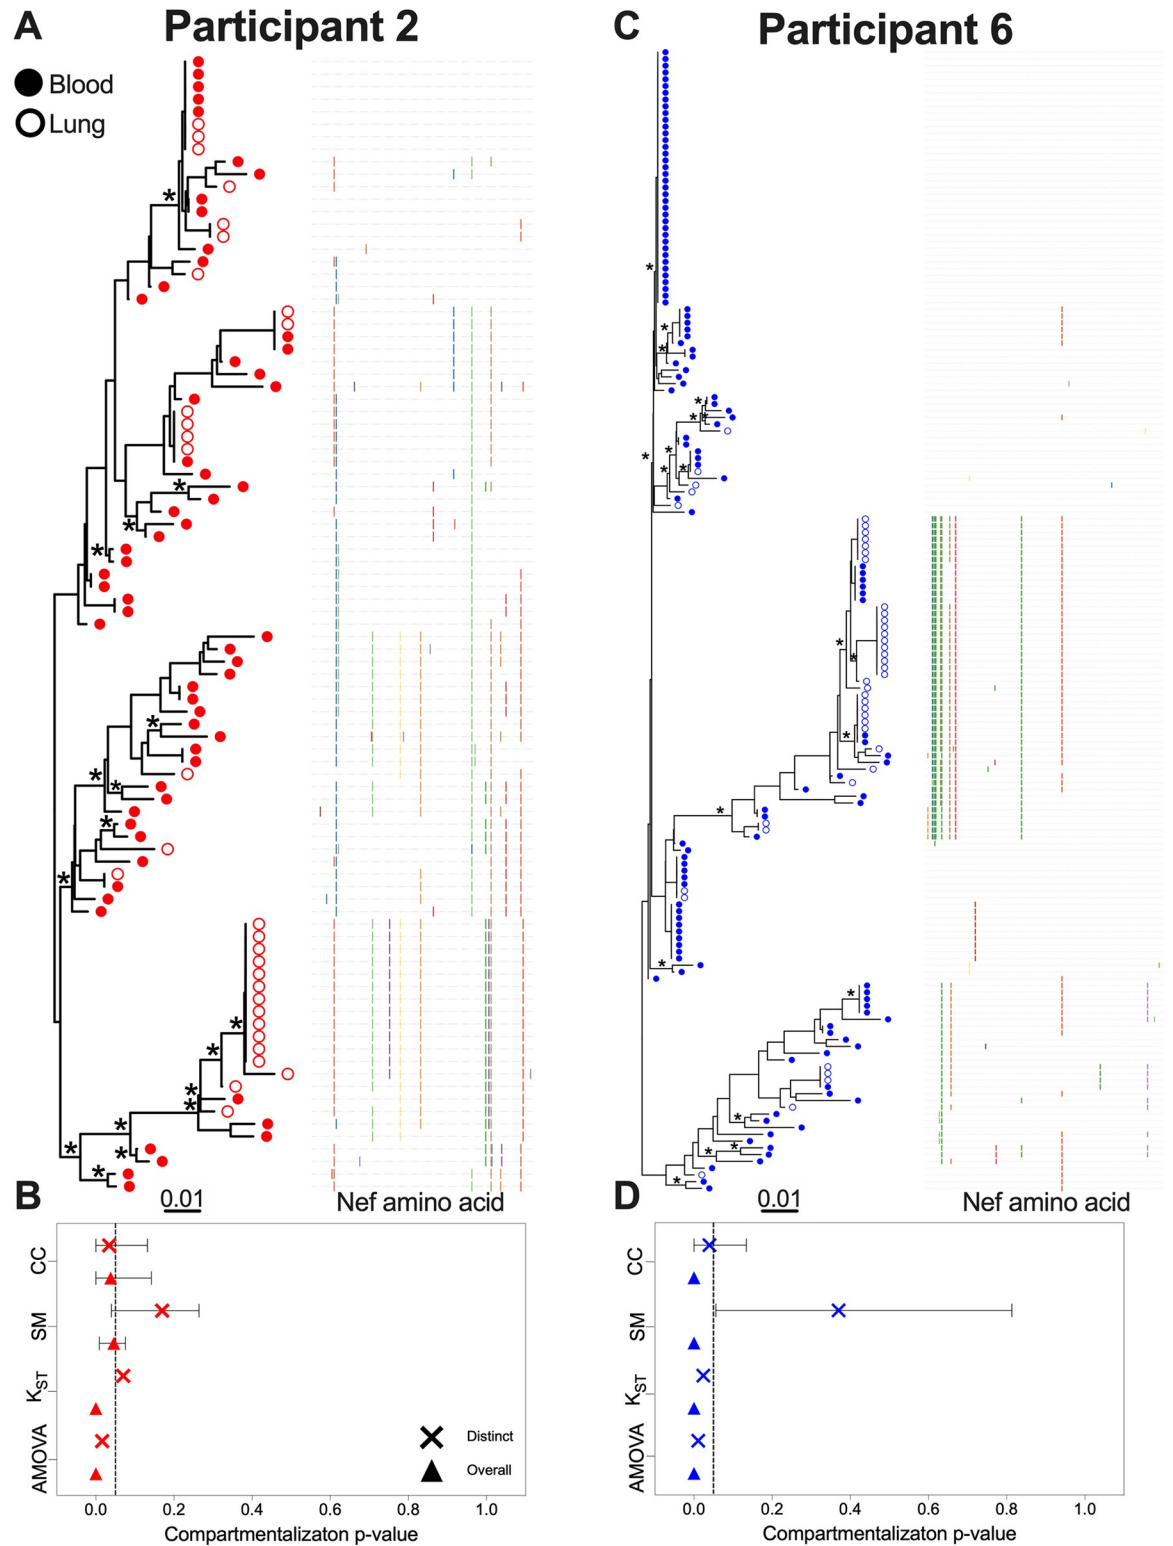 A Participant 2
Blood
Lung
0.01
Nef amino acid
B
CC
SM
KST
AMOVA
Distinct
Overall
0.0 0.2 0.4 0.6 0.8 1.0
Compartmentalizaton p-value
C Participant 6
0.01
Nef amino acid
D
CC
SM
KST
AMOVA
0.0 0.2 0.4 0.6 0.8 1.0
Compartmentalizaton p-value